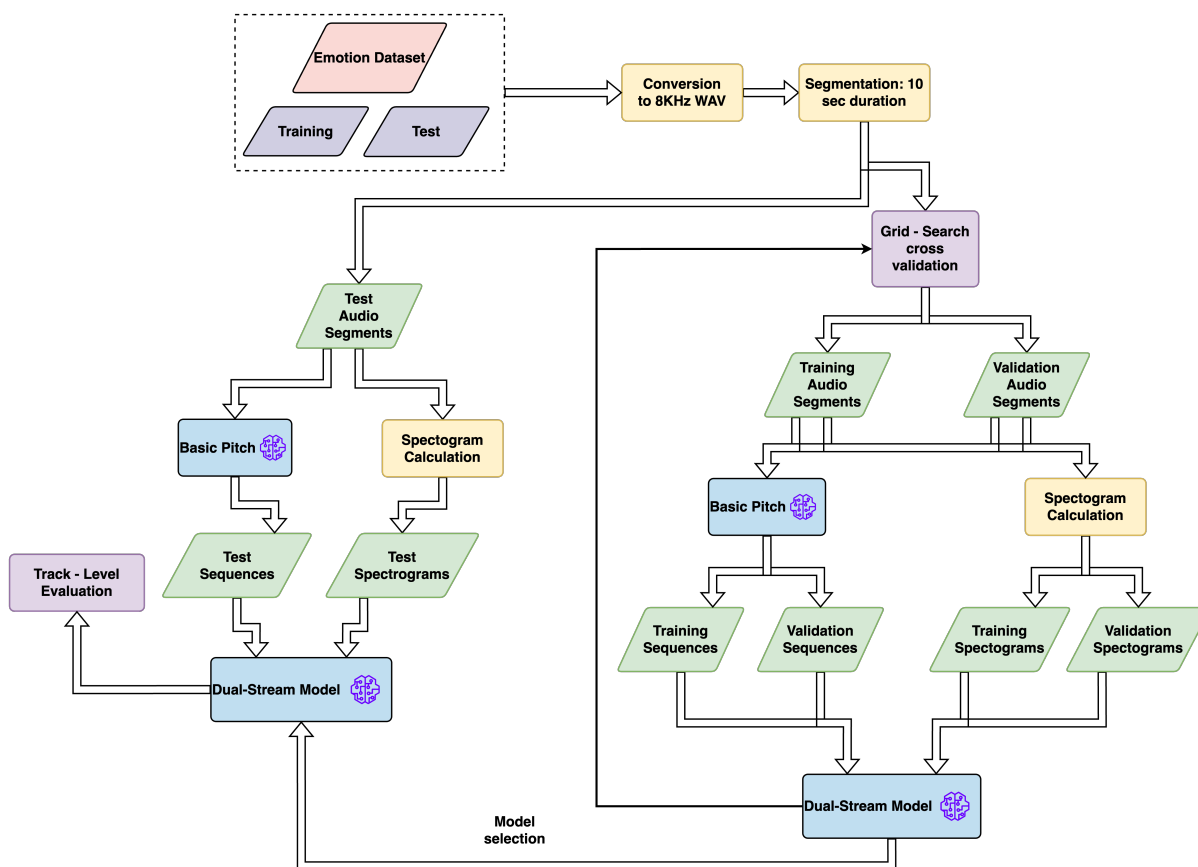 Emotion Dataset
Training
Test
Conversion
to 8KHz WAV
Segmentation: 10
sec duration
Grid - Search
cross
validation
Test
Audio
Segments
Training
Audio
Segments
Validation
Audio
Segments
Basic Pitch
Spectogram
Calculation
Basic Pitch
Spectogram
Calculation
Test
Sequences
Test
Spectrograms
Track - Level
Evaluation
Training
Sequences
Validation
Sequences
Training
Spectograms
Validation
Spectograms
Dual-Stream Model
Dual-Stream Model
Model
selection